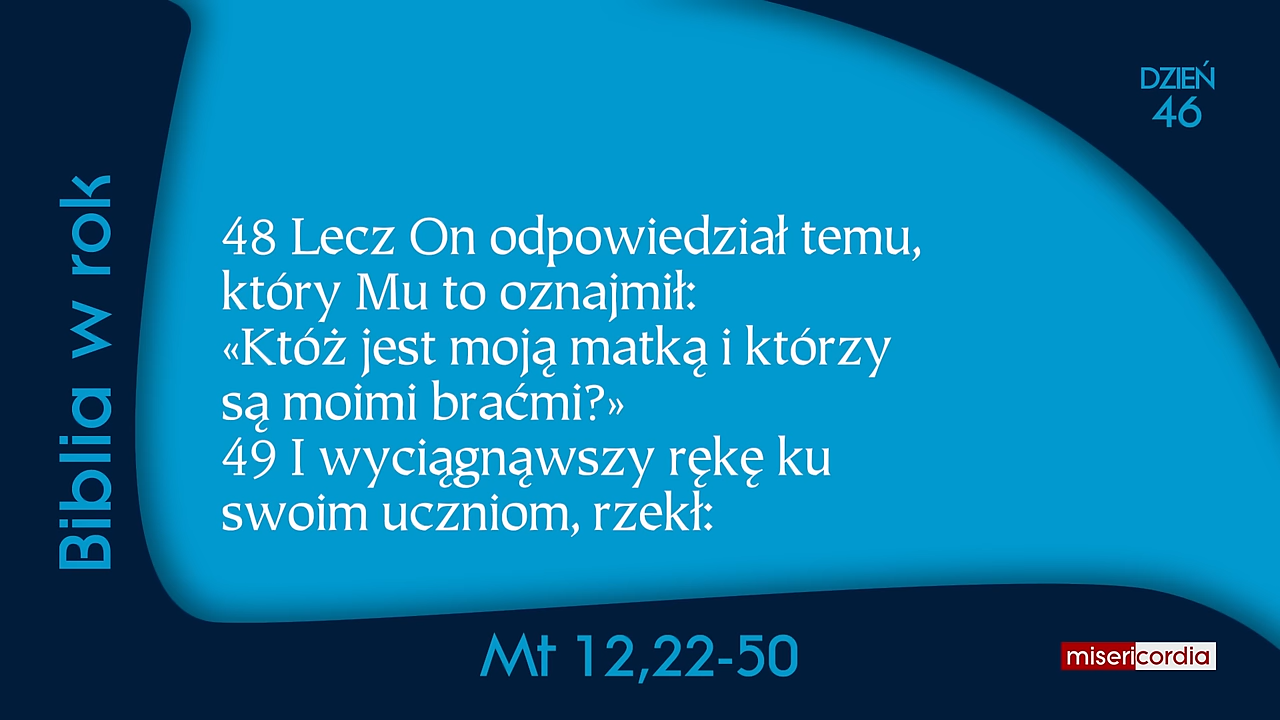 DZIEŃ
46
Biblia w rok
48 Lecz On odpowiedział temu,
który Mu to oznajmił:
«Któż jest moją matką i którzy
są moimi braćmi?»
49 I wyciągnąwszy rękę ku
swoim uczniom, rzekł:
Mt 12,22-50
misericordia